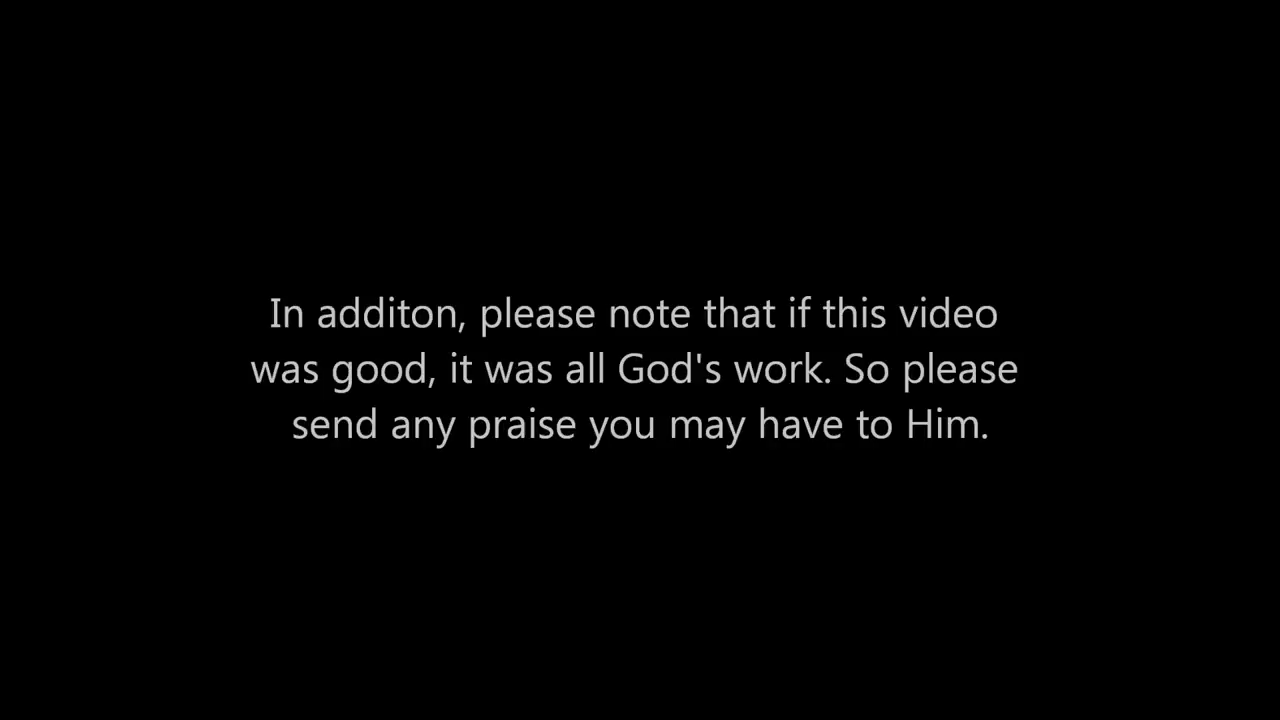 In additon, please note that if this video
was good, it was all God's work. So please
send any praise you may have to Him.